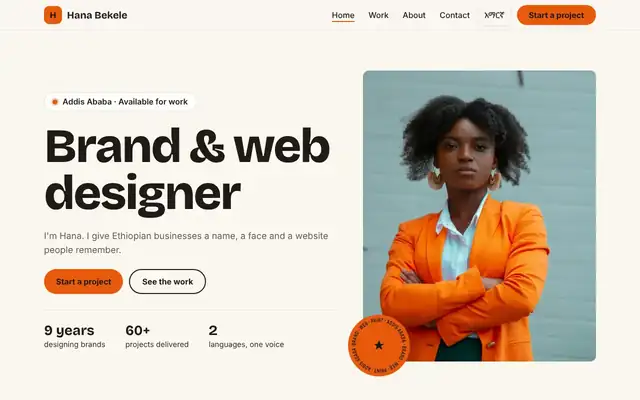 H Hana Bekele
Home Work About Contact አማርኛ Start a project
Addis Ababa · Available for work
Brand & web
designer
I'm Hana. I give Ethiopian businesses a name, a face and a website
people remember.
Start a project See the work
9 years 60+ 2
designing brands projects delivered languages, one voice